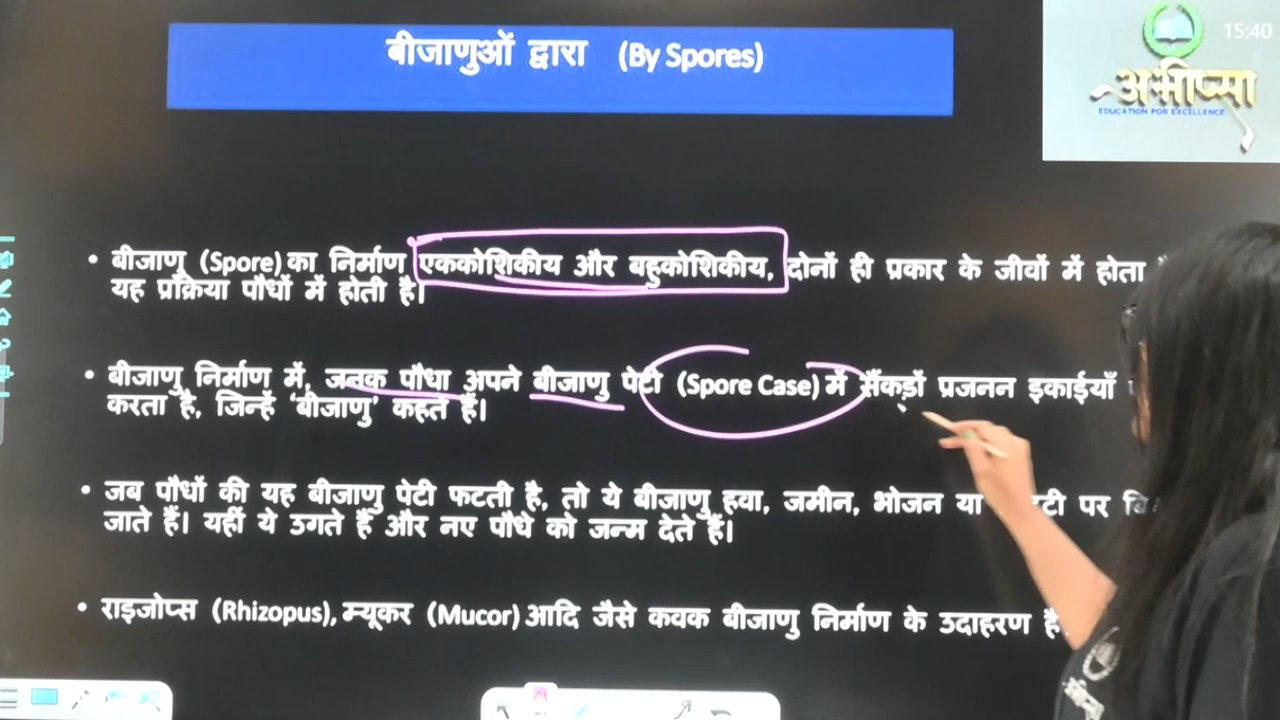 बीजाणुओं द्वारा (By Spores)
15:40
अभीप्सा
EDUCATION FOR EXCELLENCE
• बीजाणु (Spore) का निर्माण एककोशिकीय और बहुकोशिकीय, दोनों ही प्रकार के जीवों में होता
यह प्रक्रिया पौधों में होती है।
• बीजाणु निर्माण में, जनक पौधा अपने बीजाणु पेटी (Spore Case) में सैंकड़ों प्रजनन इकाईयाँ
करता है, जिन्हें 'बीजाणु' कहते हैं।
• जब पौधों की यह बीजाणु पेटी फटती है, तो ये बीजाणु हवा, जमीन, भोजन या पर
जाते हैं। यहीं ये उगते हैं और नए पौधे को जन्म देते हैं।
• राइजोप्स (Rhizopus), म्यूकर (Mucor) आदि जैसे कवक बीजाणु निर्माण के उदाहरण है